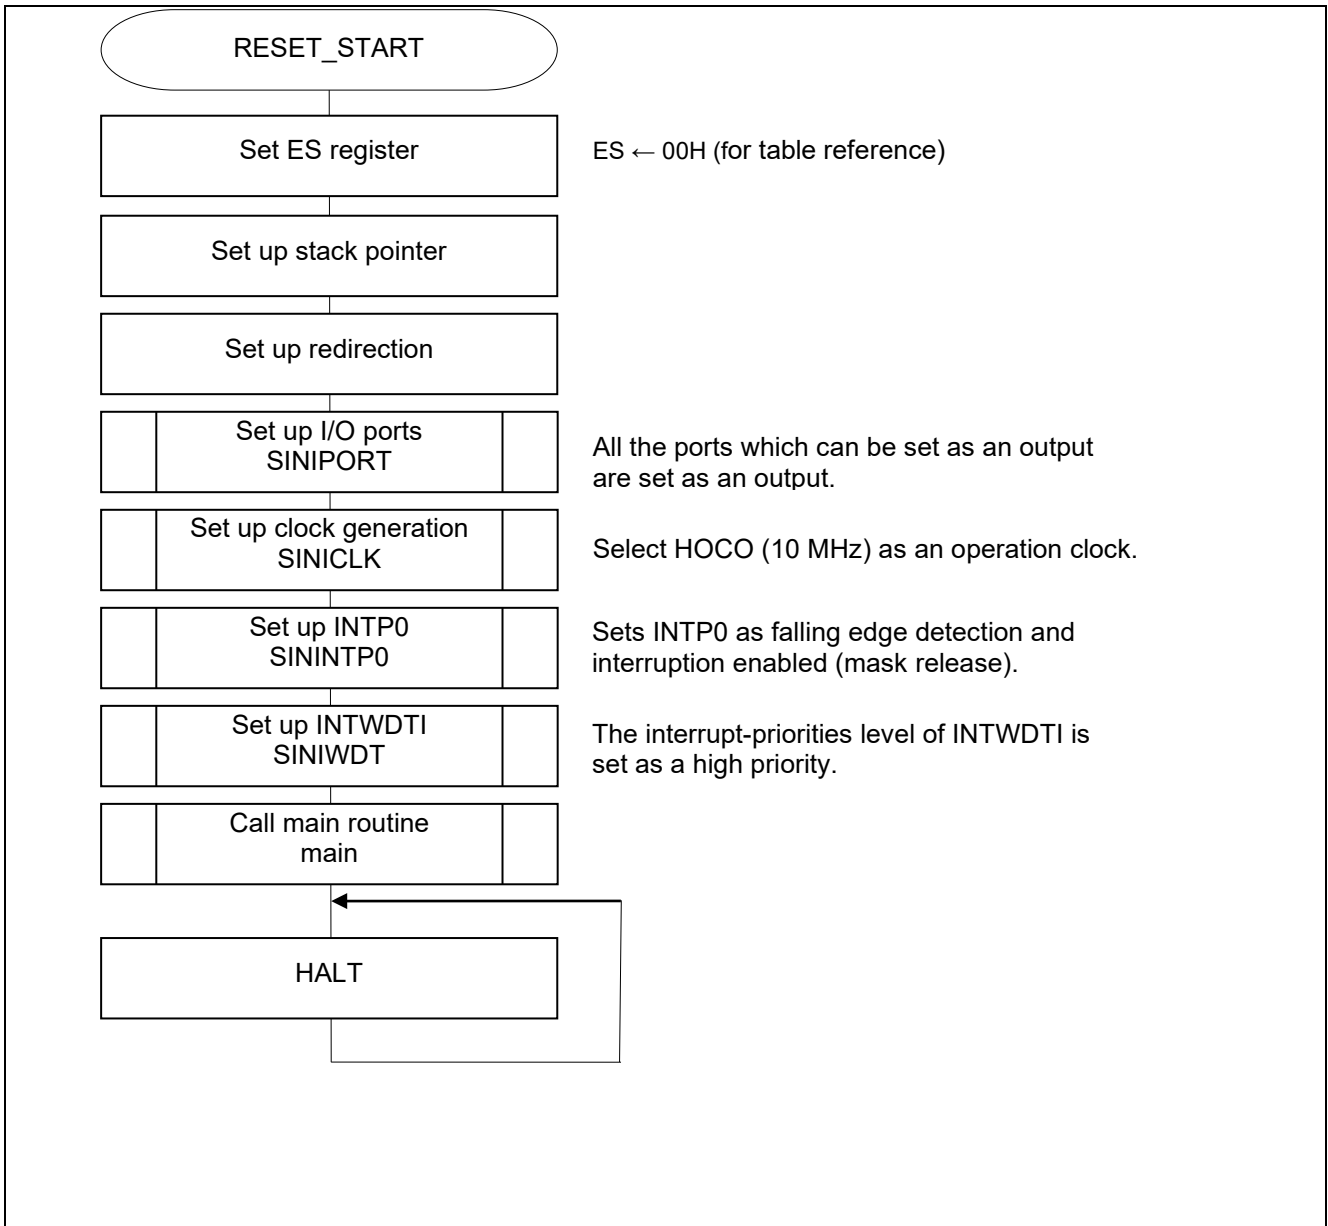 RESET_START
Set ES register
ES ← 00H (for table reference)
Set up stack pointer
Set up redirection
Set up I/O ports
SINIPORT
All the ports which can be set as an output
are set as an output.
Set up clock generation
SINICLK
Select HOCO (10 MHz) as an operation clock.
Set up INTP0
SININTP0
Sets INTP0 as falling edge detection and
interruption enabled (mask release).
Set up INTWDTI
SINIWDT
The interrupt-priorities level of INTWDTI is
set as a high priority.
Call main routine
main
HALT